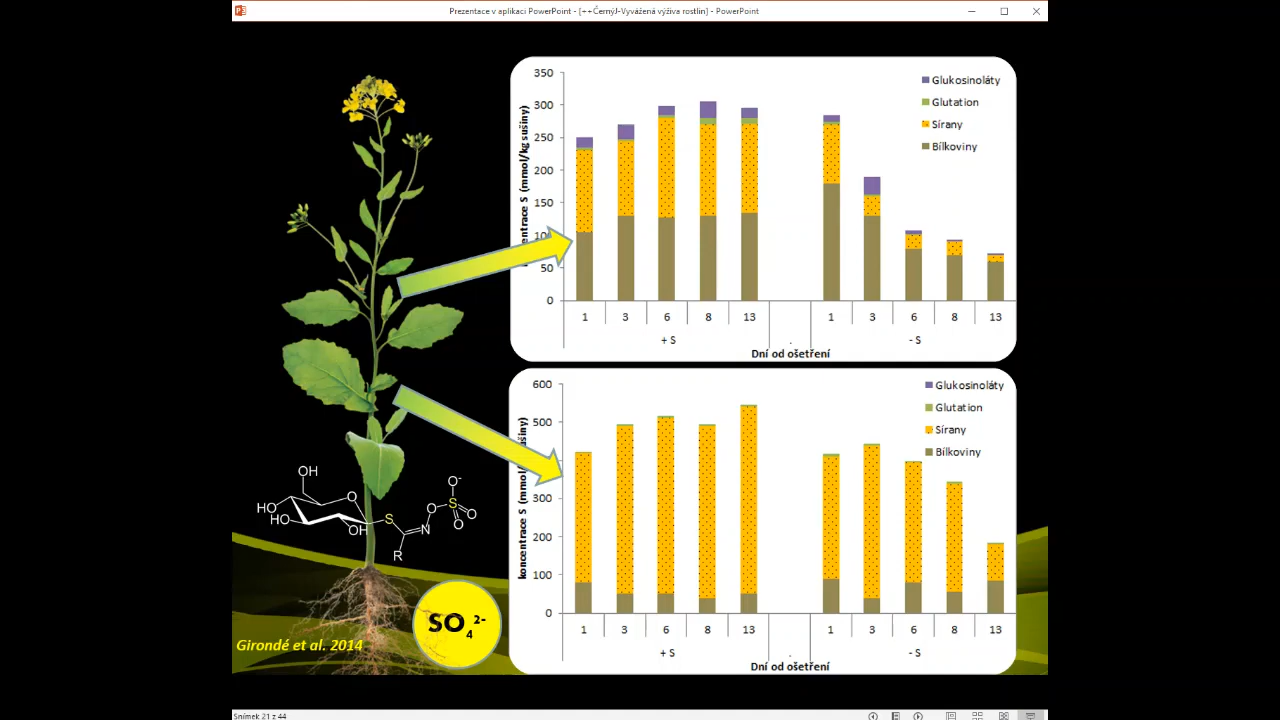 Prezentace v aplikaci PowerPoint - [++ČernýJ-Vyvážená výživa rostlin] - PowerPoint
350
300
250
200
150
50
0
S (mmol/kg sušiny)
Glukosinoláty
Glutation
Sírany
Bílkoviny
1 3 6 8 13 1 3 6 8 13
+ S . - S
Dní od ošetření
600
500
300
200
100
0
koncentrace S (mmol/
sušiny)
Glukosinoláty
Glutation
Sírany
Bílkoviny
1 3 6 8 13 1 3 6 8 13
+ S . - S
Dní od ošetření
OH
HO
HO
OH
O
S
N
R
O
O-
S
O
O
SO4 2-
Girondé et al. 2014
Snímek 21 z 44